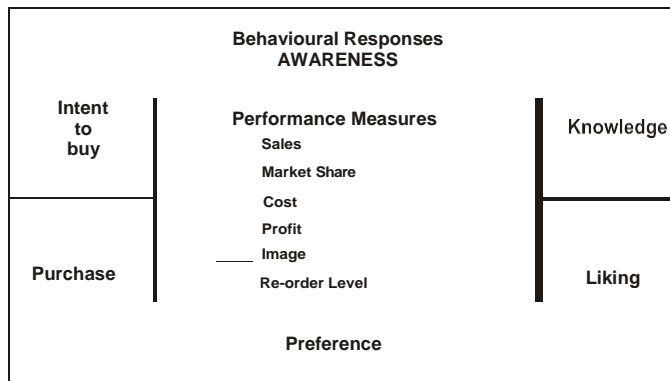 Behavioural Responses
AWARENESS
Intent
to
buy
Performance Measures
Knowledge
Sales
Market Share
Cost
Profit
Image
Re-order Level
Purchase
Liking
Preference